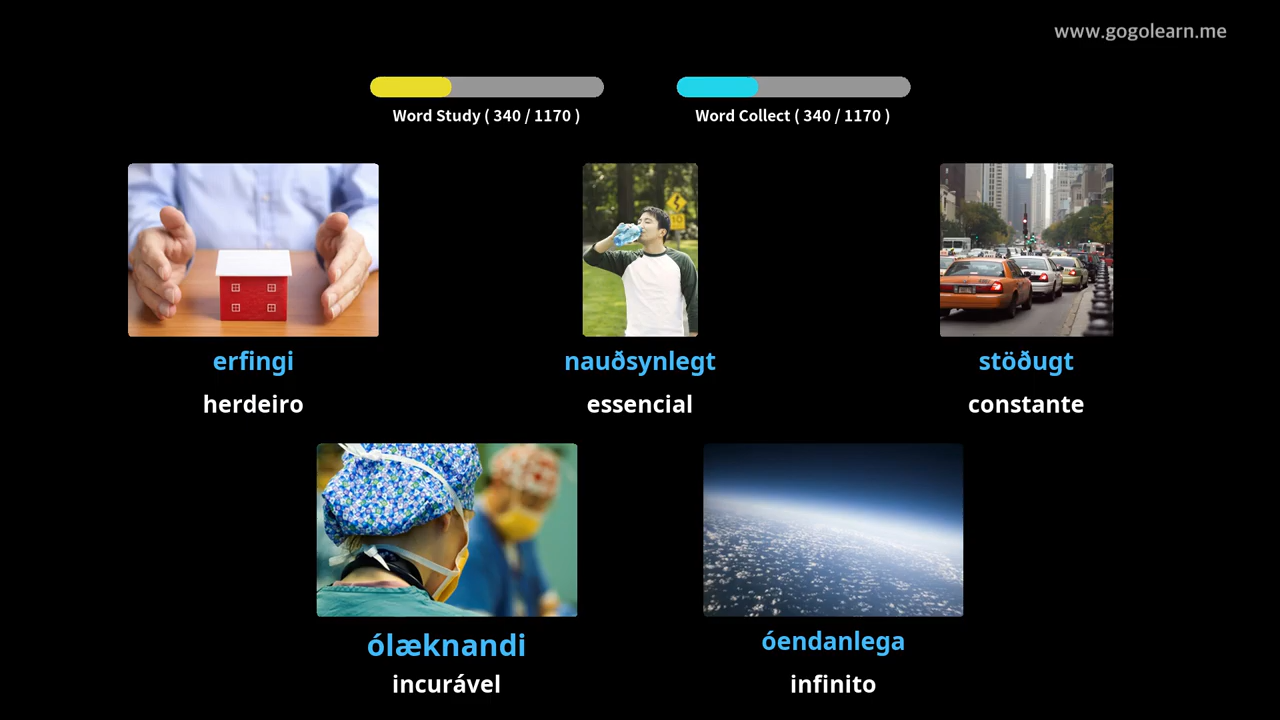 www.gogolearn.me
Word Study ( 340 / 1170 )
Word Collect ( 340 / 1170 )
erfingi
herdeiro
nauðsynlegt
essencial
stöðugt
constante
ólæknandi
incurável
óendanlega
infinito